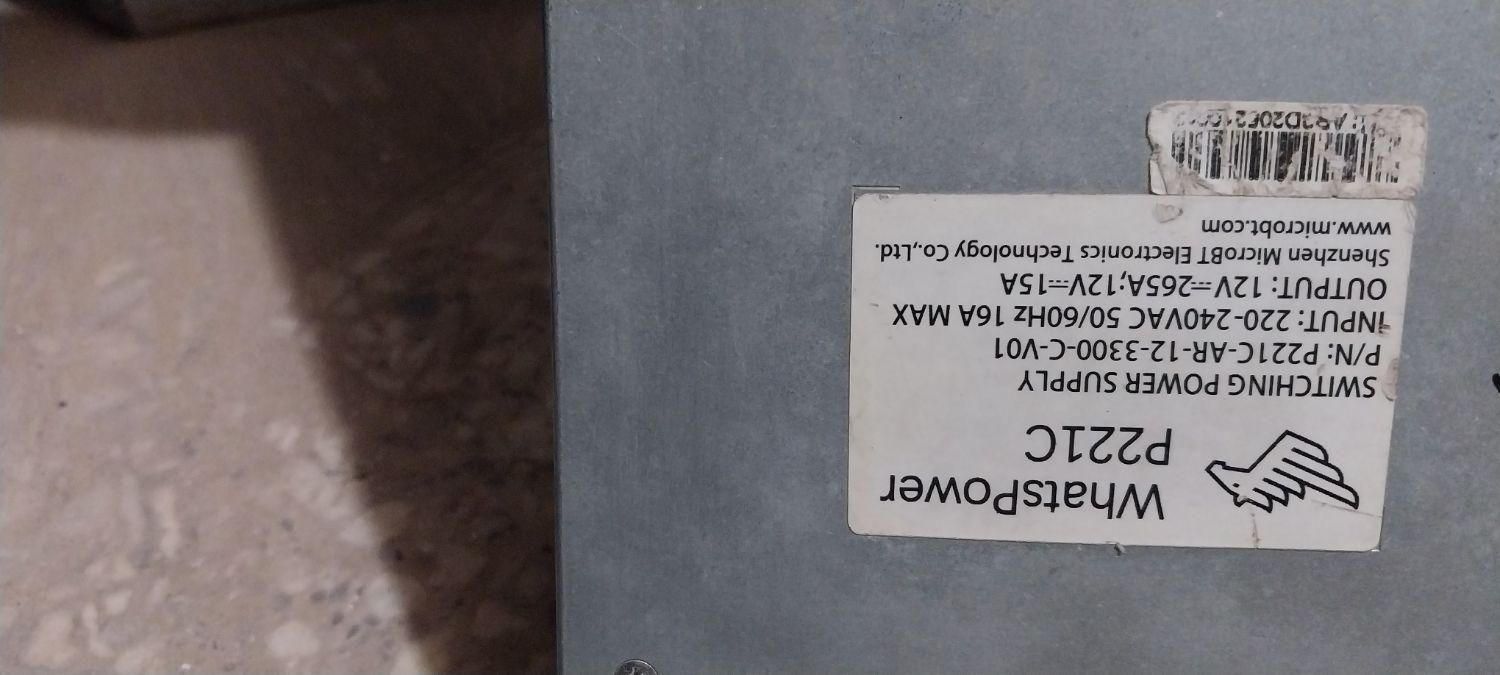 WhatsPower
P221C
SWITCHING POWER SUPPLY
P/N: P221C-AR-12-3300-C-V01
INPUT: 220-240VAC 50/60Hz 16A MAX
OUTPUT: 12V⎓265A;12V⎓15A
Shenzhen MicroBT Electronics Technology Co.,Ltd.
www.microbt.com